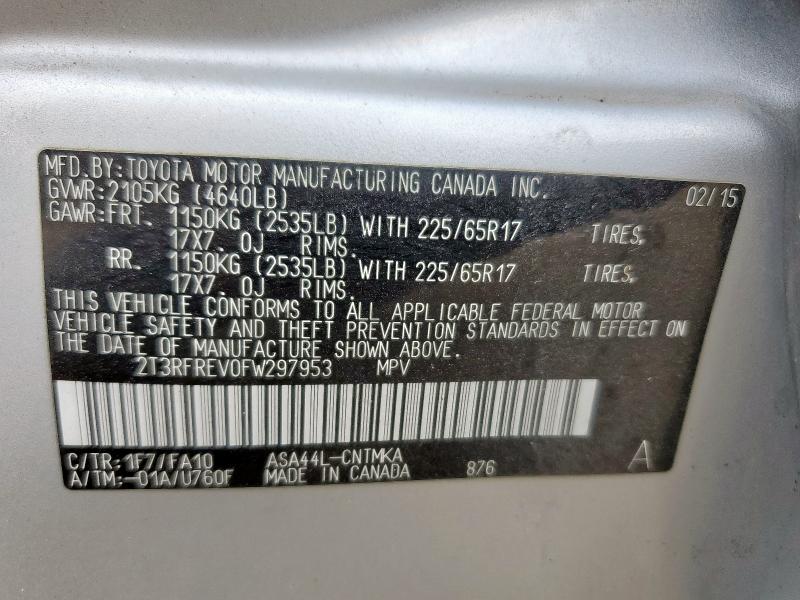 MFD.BY:TOYOTA MOTOR MANUFACTURING CANADA INC. 02/15
GVWR:2105KG (4640LB)
GAWR:FRT. 1150KG (2535LB) WITH 225/65R17 TIRES,
17X7. 0J RIMS.
RR. 1150KG (2535LB) WITH 225/65R17 TIRES,
17X7. 0J RIMS.
THIS VEHICLE CONFORMS TO ALL APPLICABLE FEDERAL MOTOR
VEHICLE SAFETY AND THEFT PREVENTION STANDARDS IN EFFECT ON
THE DATE OF MANUFACTURE SHOWN ABOVE.
2T3RFREV0FW297953 MPV
C/TR:1F7/FA10 ASA44L-CNTMKA
A/TM:-01A/U760F MADE IN CANADA 876 A